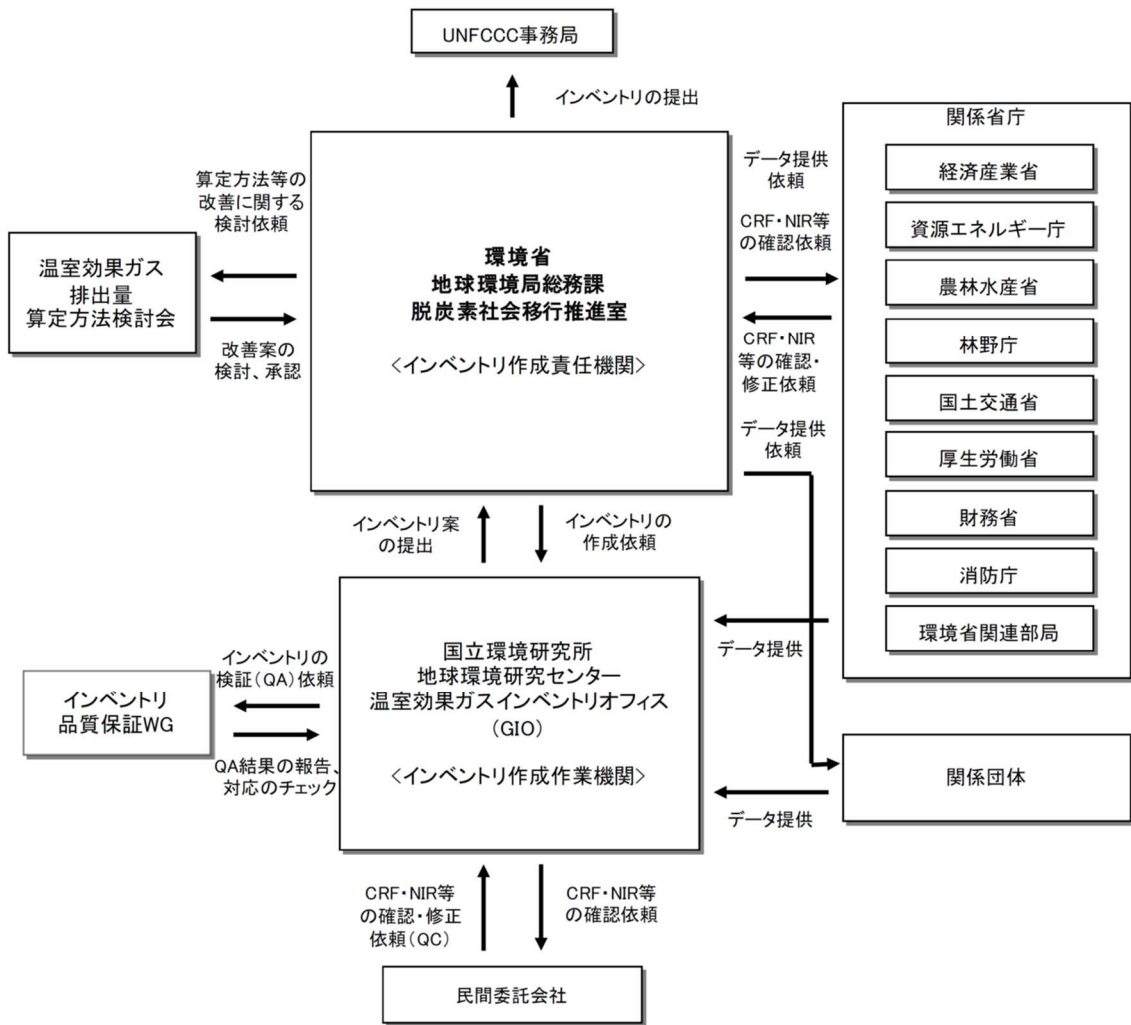 UNFCCC事務局
インベントリの提出
算定方法等の
改善に関する
検討依頼
温室効果ガス
排出量
算定方法検討会
改善案の
検討、承認
環境省
地球環境局総務課
脱炭素社会移行推進室
<インベントリ作成責任機関>
データ提供
依頼
CRF・NIR等
の確認依頼
CRF・NIR
等の確認・
修正依頼
データ提供
依頼
関係省庁
経済産業省
資源エネルギー庁
農林水産省
林野庁
国土交通省
厚生労働省
財務省
消防庁
環境省関連部局
インベントリ案
の提出
インベントリの
作成依頼
インベントリの
検証(QA)依頼
インベントリ
品質保証WG
QA結果の報告、
対応のチェック
国立環境研究所
地球環境研究センター
温室効果ガスインベントリオフィス
(GIO)
<インベントリ作成作業機関>
データ提供
データ提供
関係団体
CRF・NIR等
の確認・修正
依頼(QC)
CRF・NIR等
の確認依頼
民間委託会社